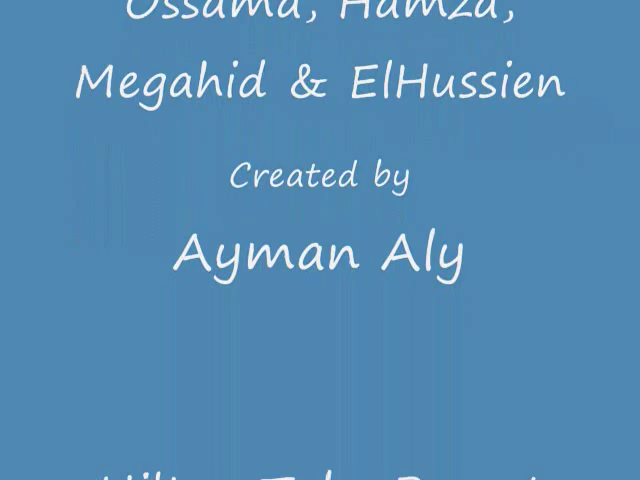 Ossama, Hamza,
Megahid & ElHussien
Created by
Ayman Aly